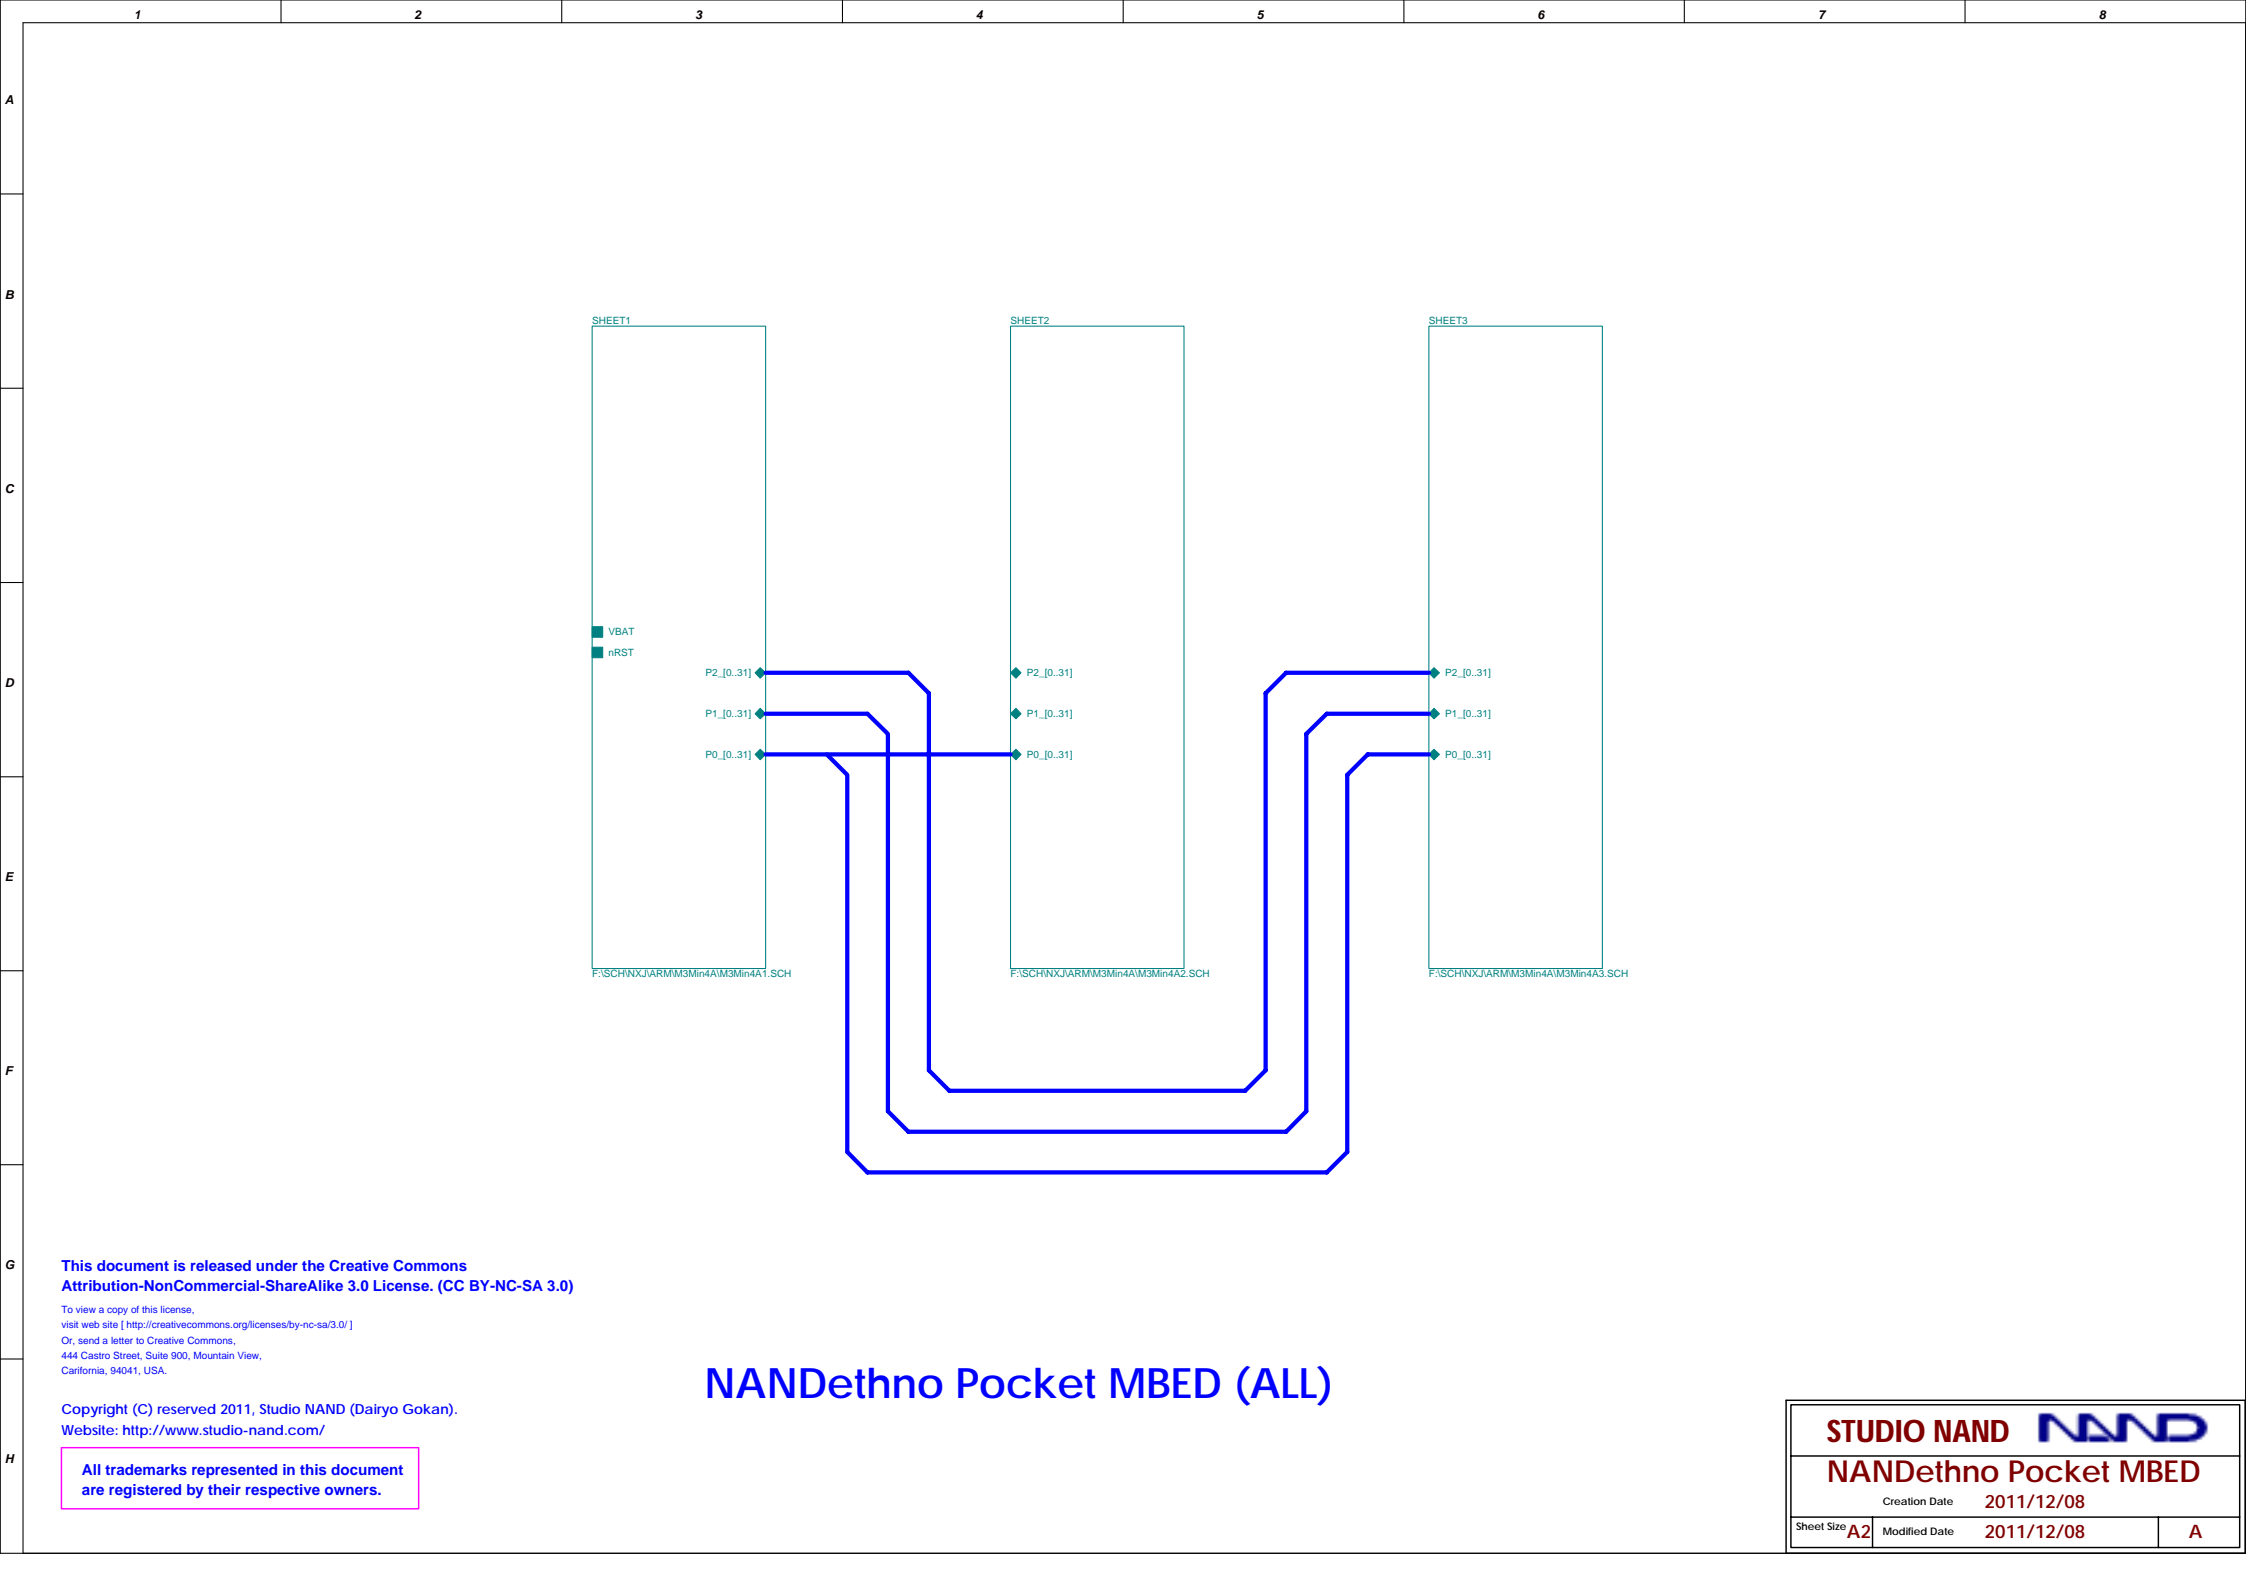 1 2 3 4 5 6 7 8
A
B
C
D
E
F
G
H
SHEET1
VBAT
nRST
P2_[0..31]
P1_[0..31]
P0_[0..31]
F:\SCH\NXJ\ARM\M3Min4A\M3Min4A1.SCH
SHEET2
P2_[0..31]
P1_[0..31]
P0_[0..31]
F:\SCH\NXJ\ARM\M3Min4A\M3Min4A2.SCH
SHEET3
P2_[0..31]
P1_[0..31]
P0_[0..31]
F:\SCH\NXJ\ARM\M3Min4A\M3Min4A3.SCH
This document is released under the Creative Commons
Attribution-NonCommercial-ShareAlike 3.0 License. (CC BY-NC-SA 3.0)
To view a copy of this license,
visit web site [ http://creativecommons.org/licenses/by-nc-sa/3.0/ ]
Or, send a letter to Creative Commons,
444 Castro Street, Suite 900, Mountain View,
Carifornia, 94041, USA.
Copyright (C) reserved 2011, Studio NAND (Dairyo Gokan).
Website: http://www.studio-nand.com/
All trademarks represented in this document
are registered by their respective owners.
NANDethno Pocket MBED (ALL)
STUDIO NAND NAND
NANDethno Pocket MBED
Creation Date 2011/12/08
Sheet Size A2 Modified Date 2011/12/08 A